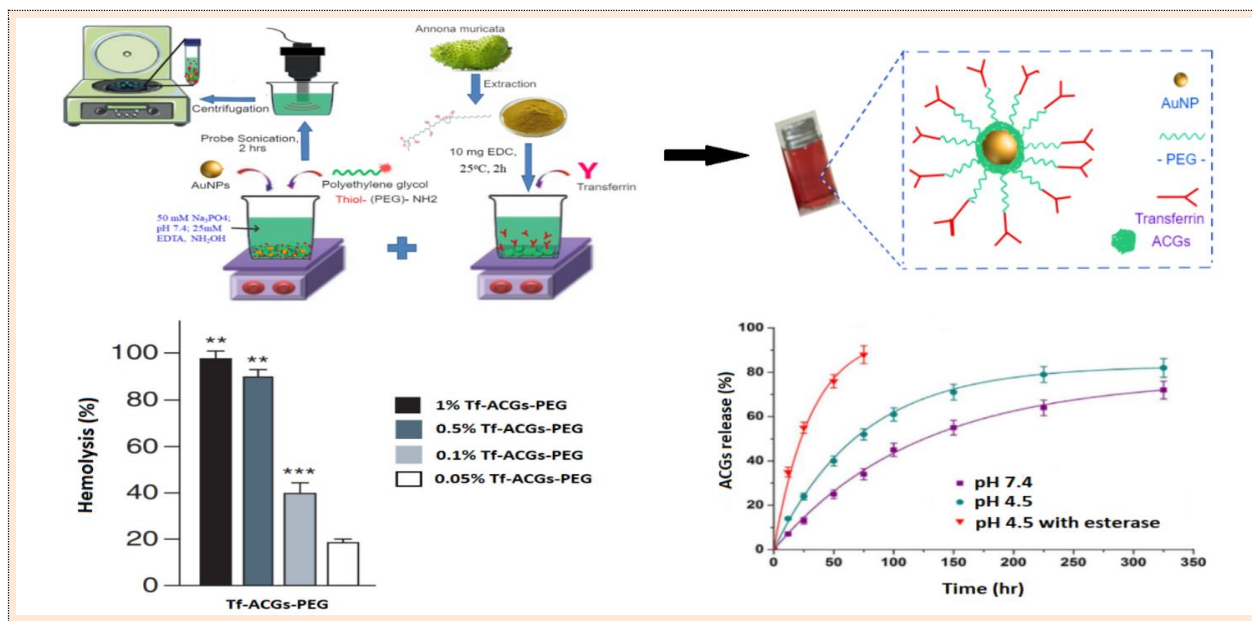 Annona muricata
Extraction
Centrifugation
Probe Sonication,
2 hrs
10 mg EDC,
25°C, 2h
AuNPs
Polyethylene glycol
Thiol- (PEG)- NH2
Transferrin
50 mM Na₃PO4;
pH 7.4; 25mM
EDTA, NH₂OH
AuNP
- PEG -
Transferrin
ACGs
Hemolysis (%)
100
80
60
40
20
0
**
**
***
1% Tf-ACGs-PEG
0.5% Tf-ACGs-PEG
0.1% Tf-ACGs-PEG
0.05% Tf-ACGs-PEG
Tf-ACGs-PEG
ACGs release (%)
80
60
40
20
0
pH 7.4
pH 4.5
pH 4.5 with esterase
0 50 100 150 200 250 300 350
Time (hr)